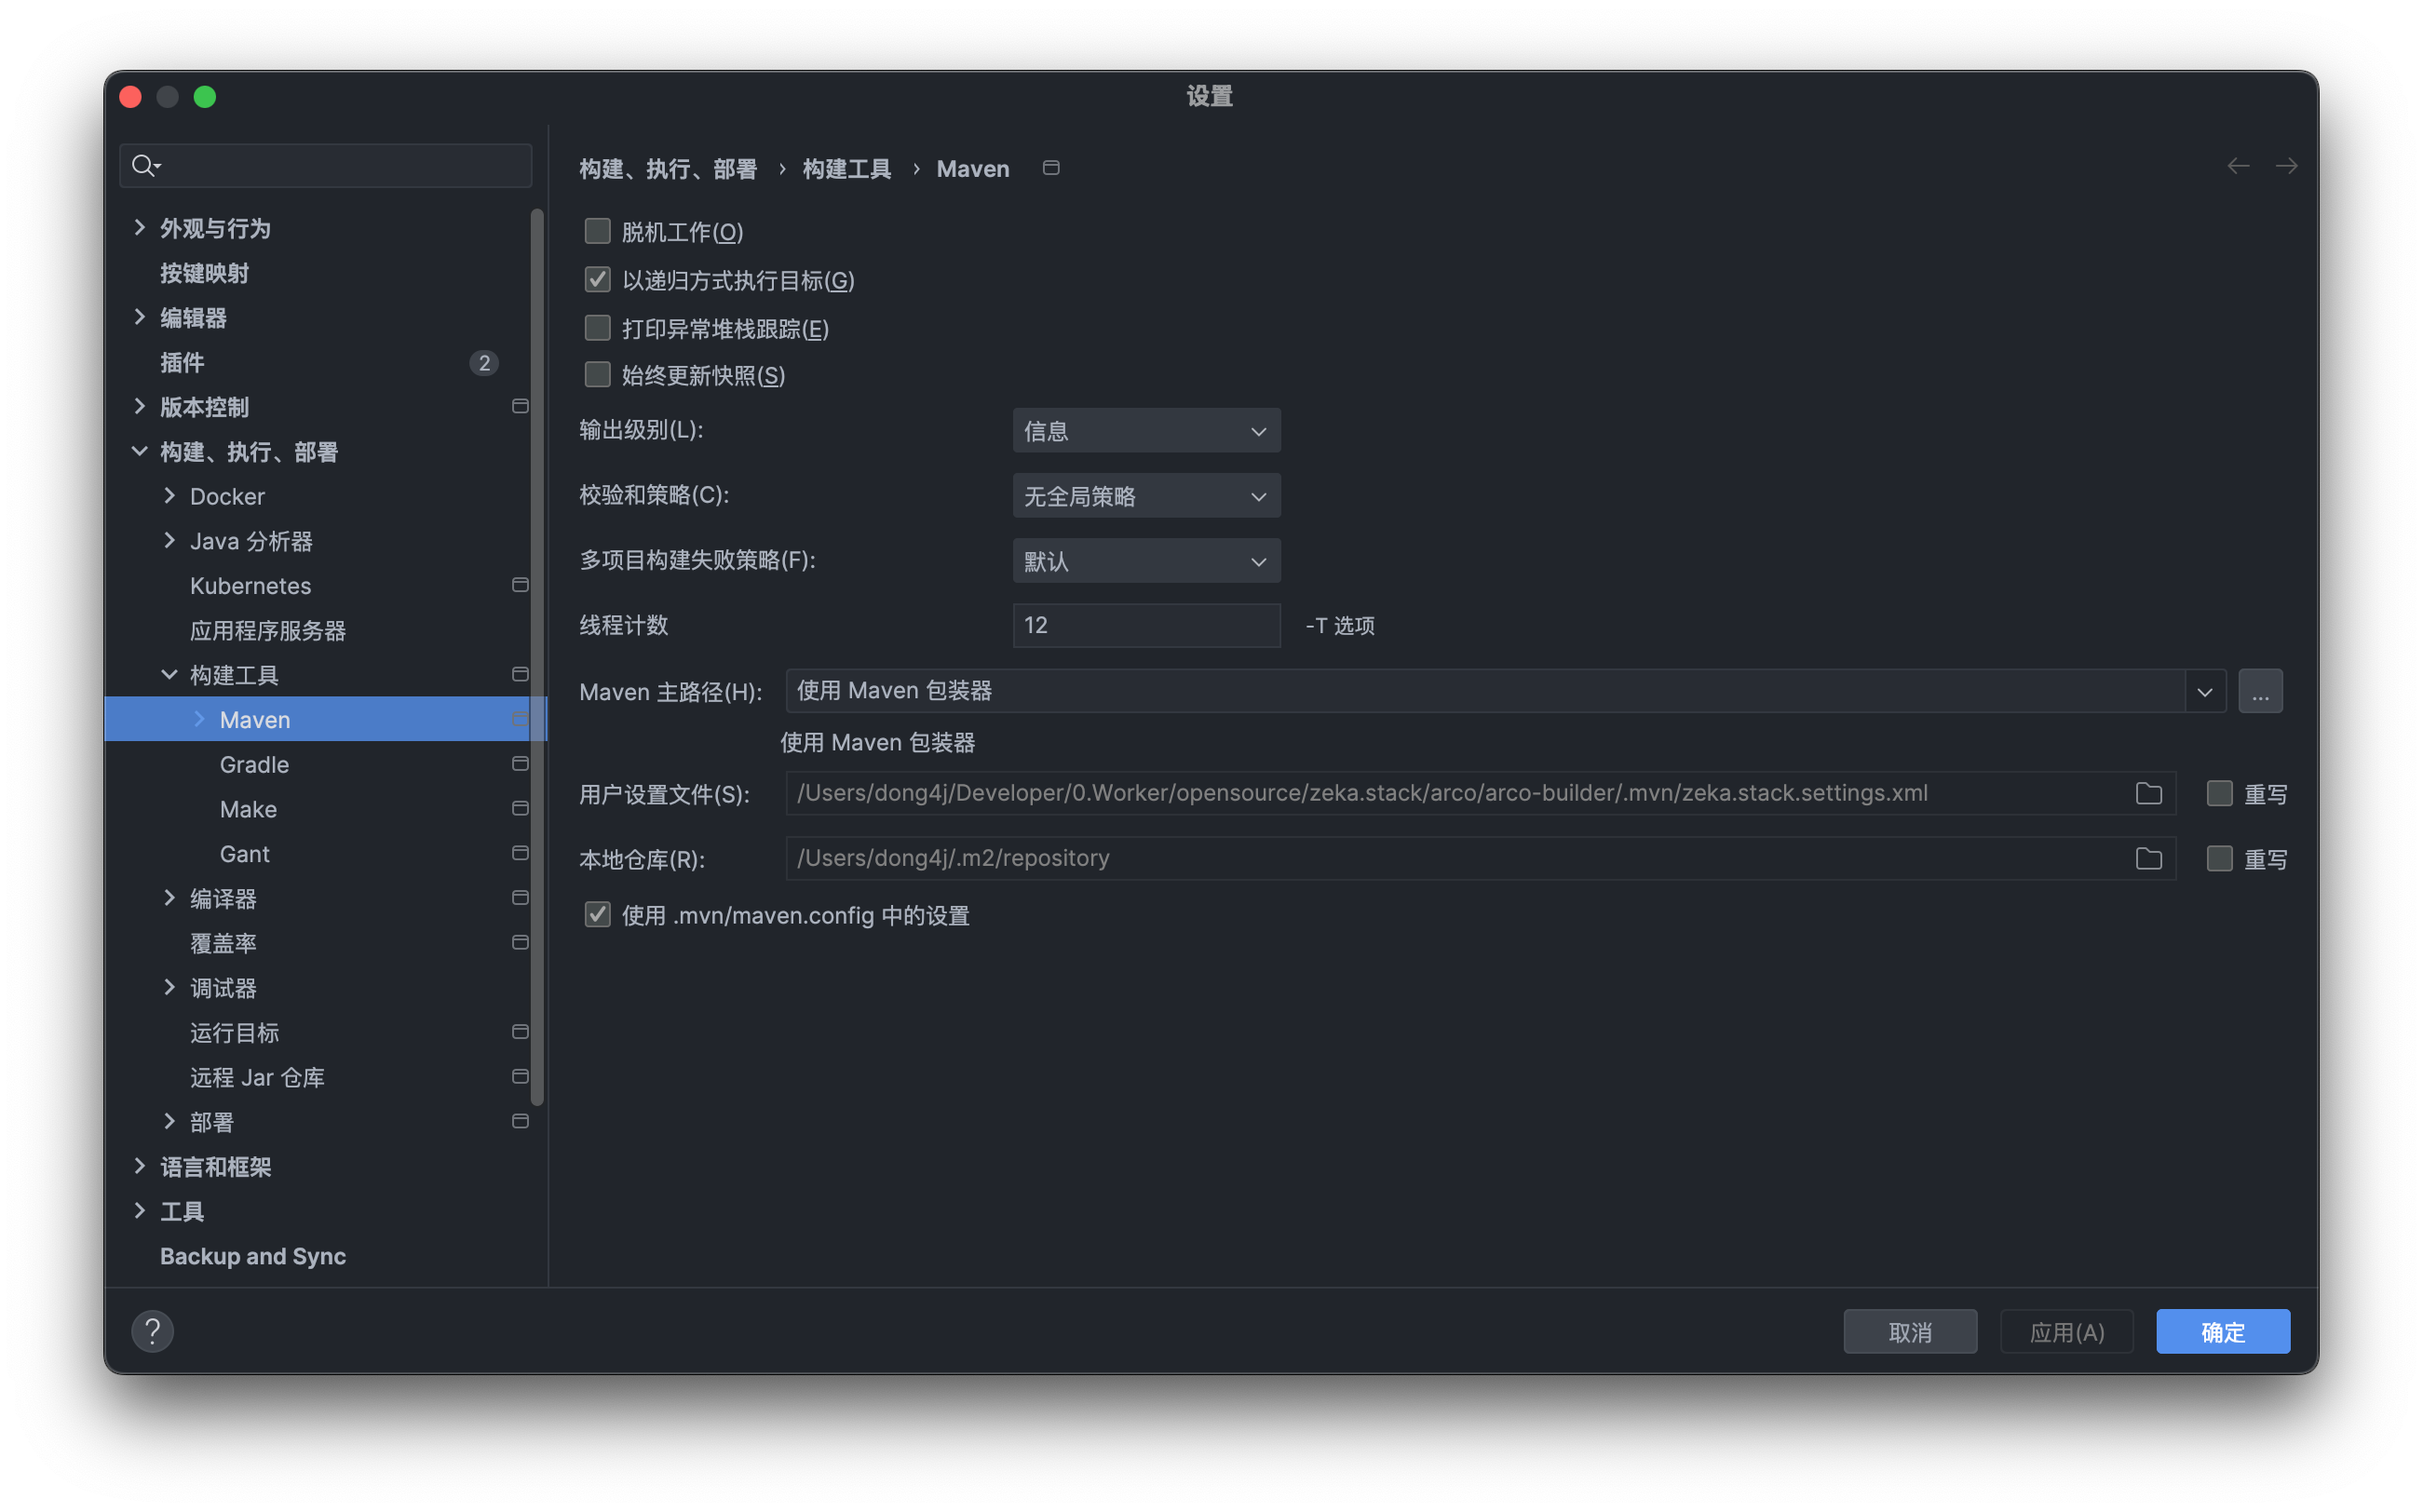 设置
外观与行为
按键映射
编辑器
插件 2
版本控制
构建、执行、部署
Docker
Java 分析器
Kubernetes
应用程序服务器
构建工具
Maven
Gradle
Make
Gant
编译器
覆盖率
调试器
运行目标
远程 Jar 仓库
部署
语言和框架
工具
Backup and Sync
构建、执行、部署 › 构建工具 › Maven
脱机工作(O)
以递归方式执行目标(G)
打印异常堆栈跟踪(E)
始终更新快照(S)
输出级别(L): 信息
校验和策略(C): 无全局策略
多项目构建失败策略(F): 默认
线程计数 12 -T 选项
Maven 主路径(H): 使用 Maven 包装器 ...
使用 Maven 包装器
用户设置文件(S): /Users/dong4j/Developer/0.Worker/opensource/zeka.stack/arco/arco-builder/.mvn/zeka.stack.settings.xml 重写
本地仓库(R): /Users/dong4j/.m2/repository 重写
使用 .mvn/maven.config 中的设置
? 取消 应用(A) 确定